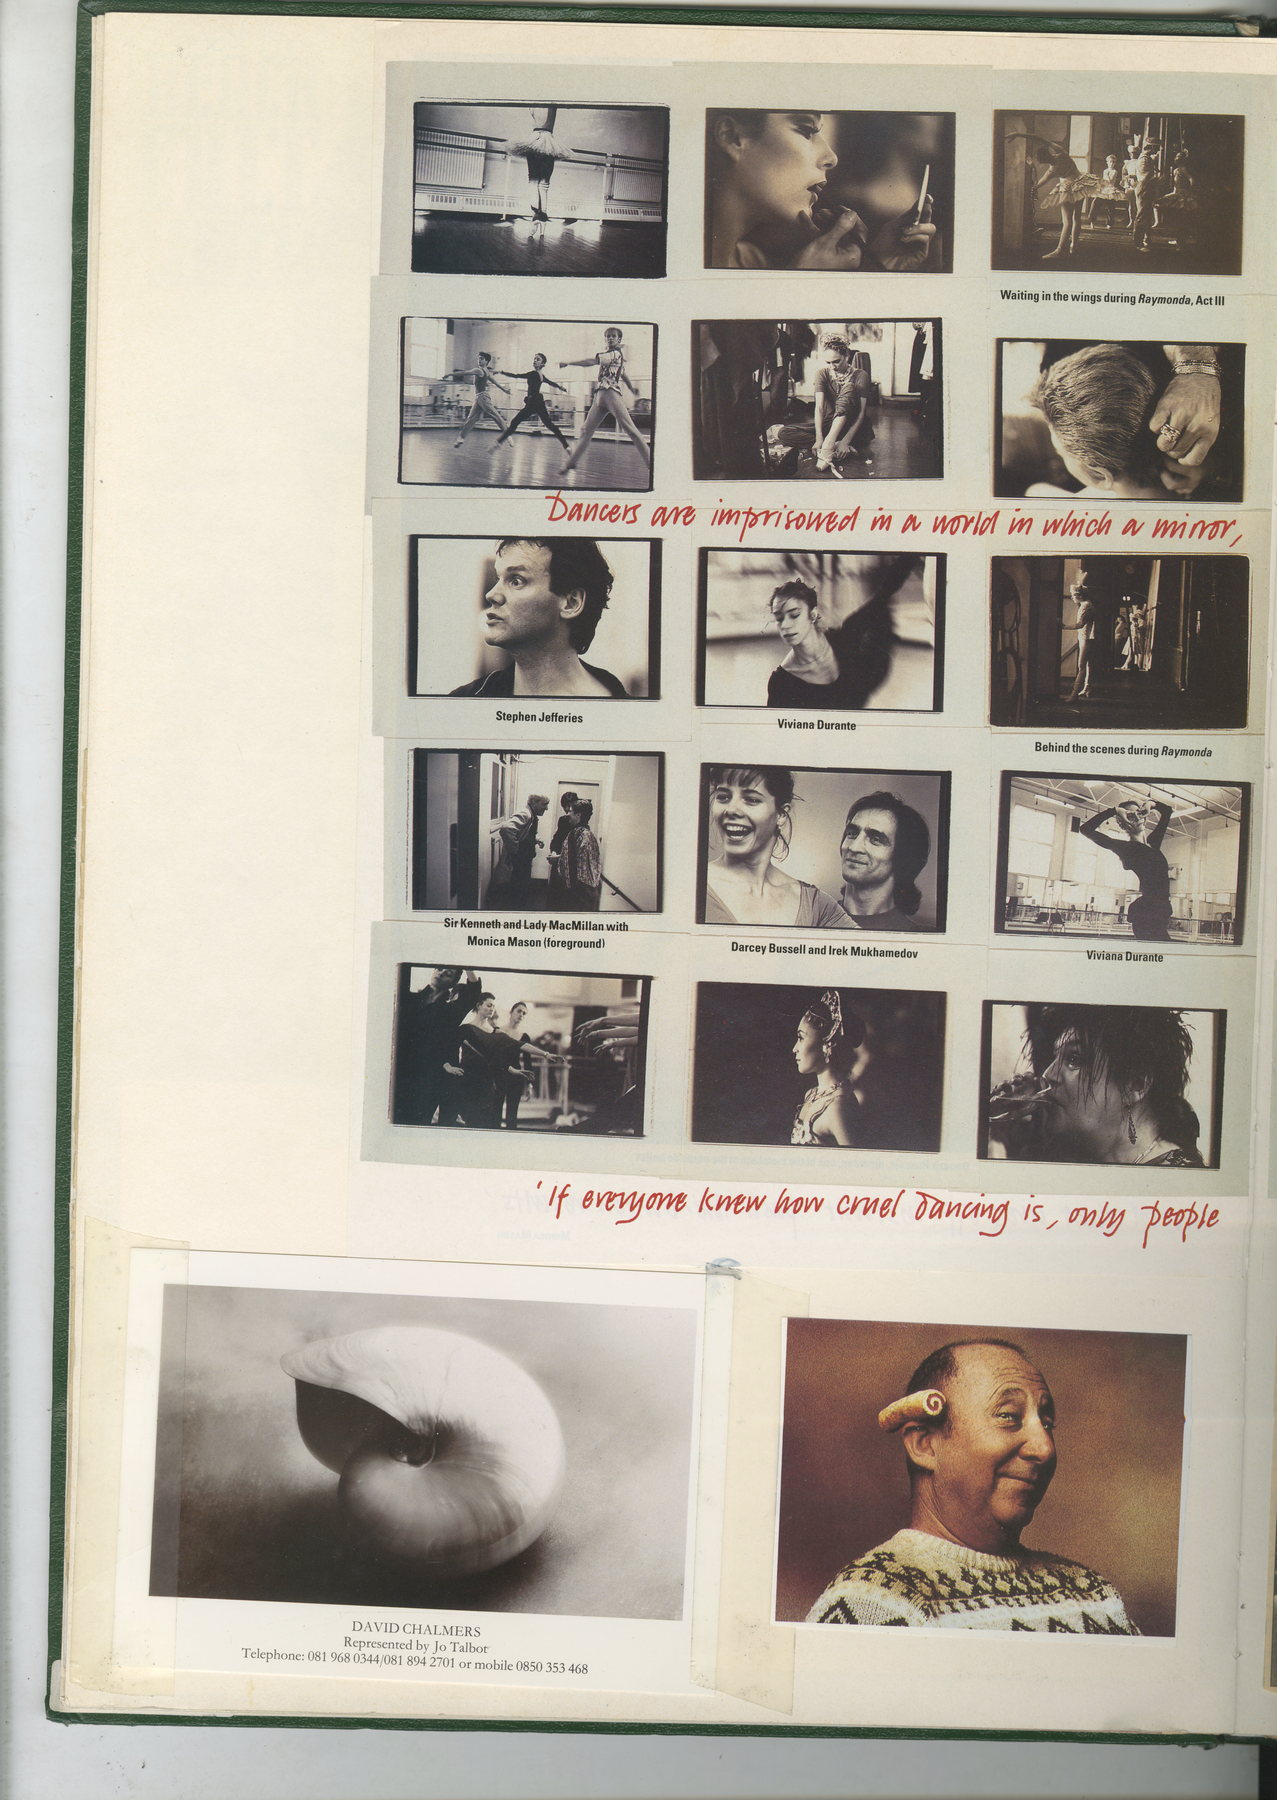 Waiting in the wings during Raymonda, Act III
Dancers are imprisoned in a world in which a mirror,
Stephen Jefferies
Viviana Durante
Behind the scenes during Raymonda
Sir Kenneth and Lady MacMillan with
Monica Mason (foreground)
Darcey Bussell and Irek Mukhamedov
Viviana Durante
'If everyone knew how cruel dancing is, only people
DAVID CHALMERS
Represented by Jo Talbot
Telephone: 081 968 0344/081 894 2701 or mobile 0850 353 468